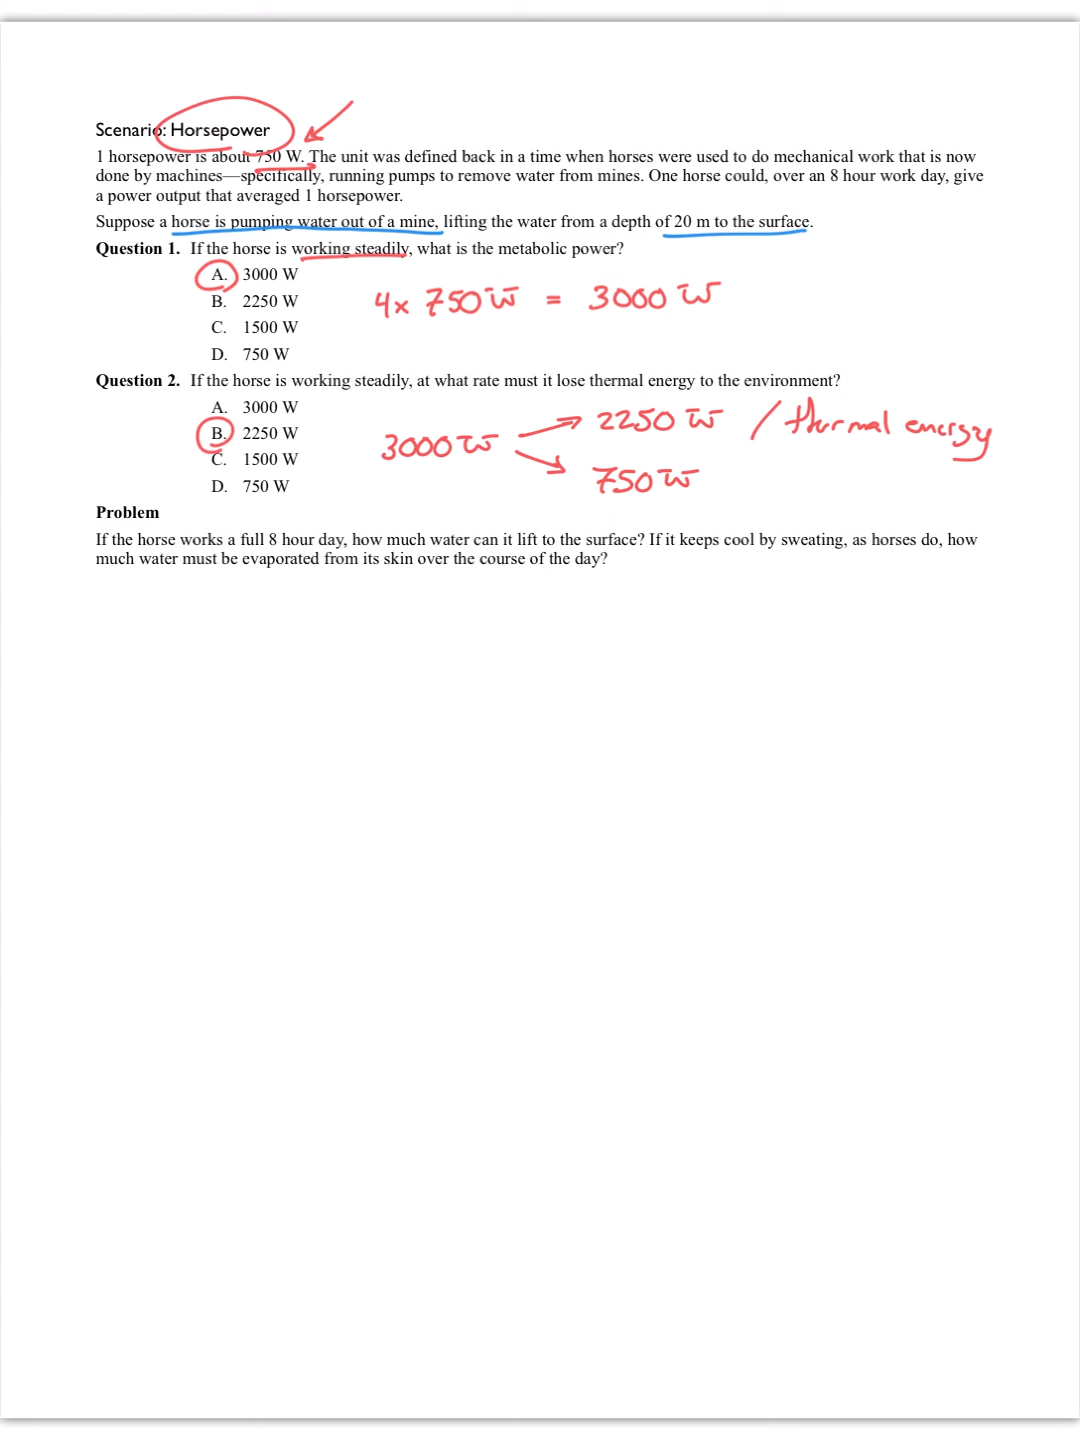 Scenario: Horsepower
1 horsepower is about 750 W. The unit was defined back in a time when horses were used to do mechanical work that is now
done by machines—specifically, running pumps to remove water from mines. One horse could, over an 8 hour work day, give
a power output that averaged 1 horsepower.
Suppose a horse is pumping water out of a mine, lifting the water from a depth of 20 m to the surface.
Question 1. If the horse is working steadily, what is the metabolic power?
A. 3000 W
B. 2250 W
C. 1500 W
D. 750 W
4x 750 W = 3000 W
Question 2. If the horse is working steadily, at what rate must it lose thermal energy to the environment?
A. 3000 W
B. 2250 W
C. 1500 W
D. 750 W
3000 W
2250 W / thermal energy
750 W
Problem
If the horse works a full 8 hour day, how much water can it lift to the surface? If it keeps cool by sweating, as horses do, how
much water must be evaporated from its skin over the course of the day?